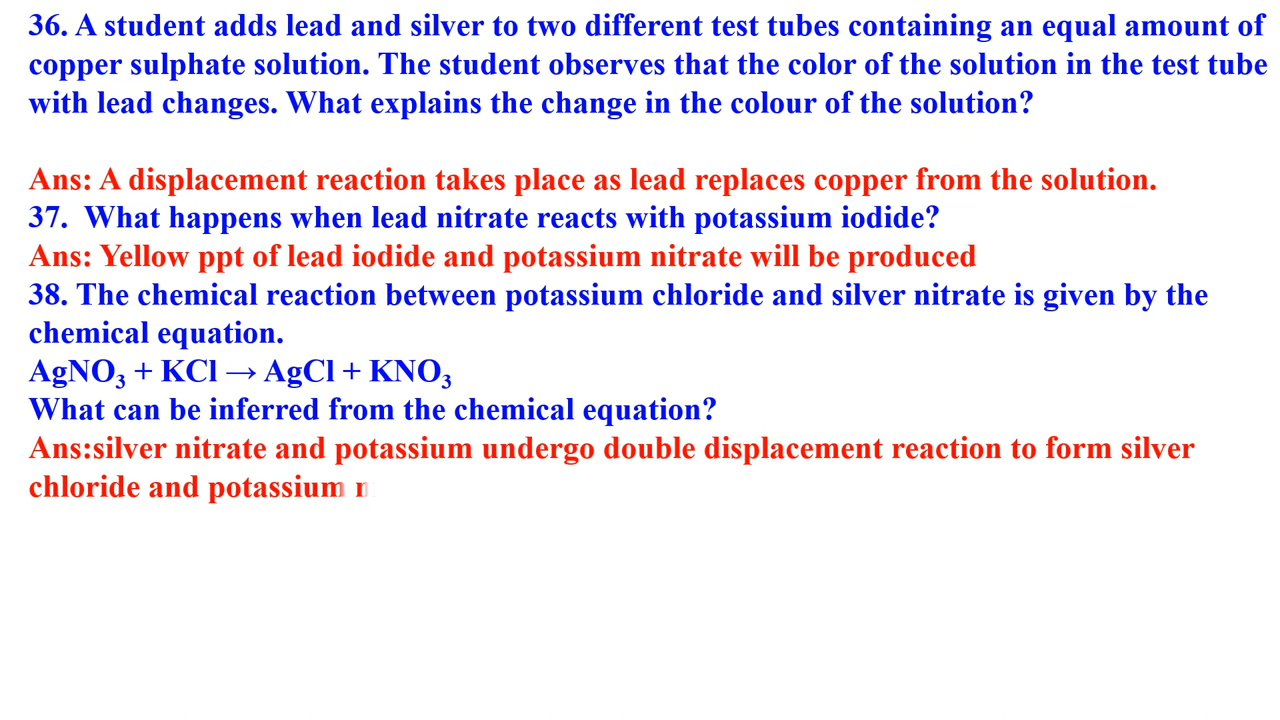 36. A student adds lead and silver to two different test tubes containing an equal amount of
copper sulphate solution. The student observes that the color of the solution in the test tube
with lead changes. What explains the change in the colour of the solution?
Ans: A displacement reaction takes place as lead replaces copper from the solution.
37.  What happens when lead nitrate reacts with potassium iodide?
Ans: Yellow ppt of lead iodide and potassium nitrate will be produced
38. The chemical reaction between potassium chloride and silver nitrate is given by the
chemical equation.
AgNO₃ + KCl → AgCl + KNO₃
What can be inferred from the chemical equation?
Ans:silver nitrate and potassium undergo double displacement reaction to form silver
chloride and potassium